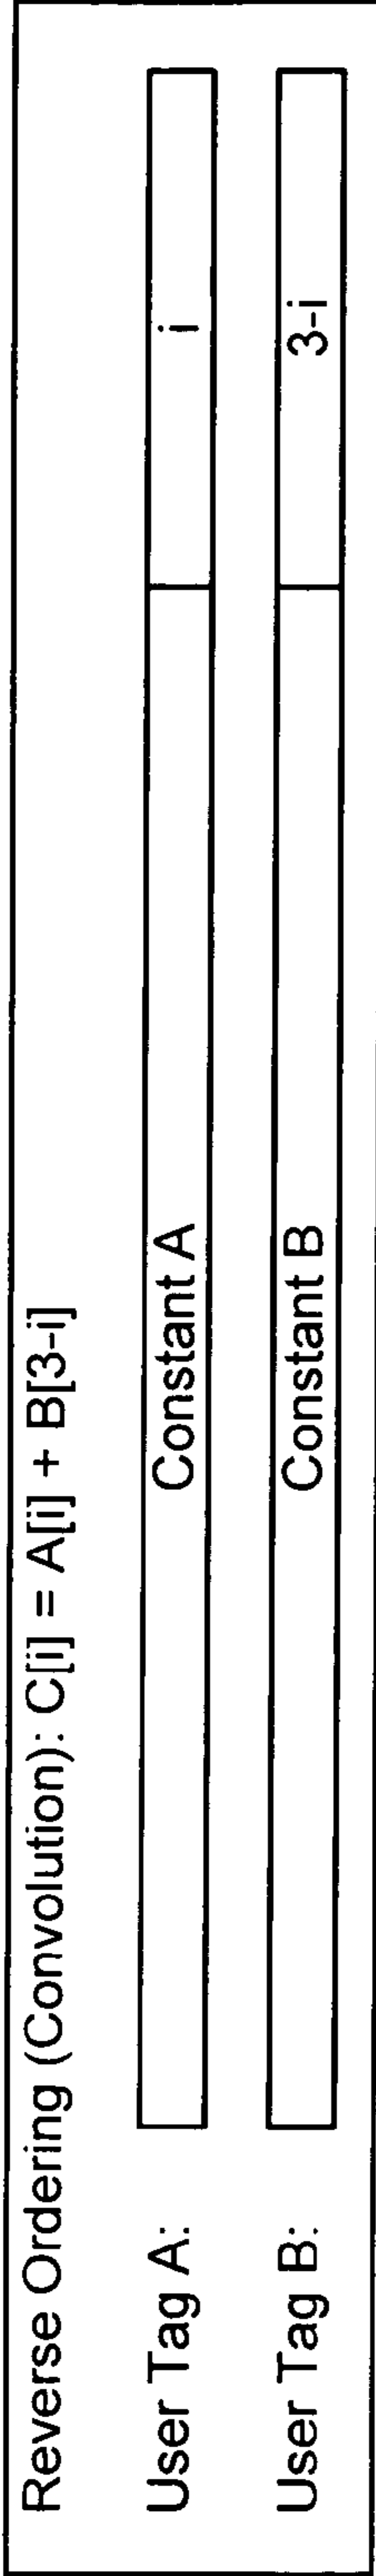 Reverse Ordering (Convolution): C[i] = A[i] + B[3-i]
User Tag A: Constant A i
User Tag B: Constant B 3-i